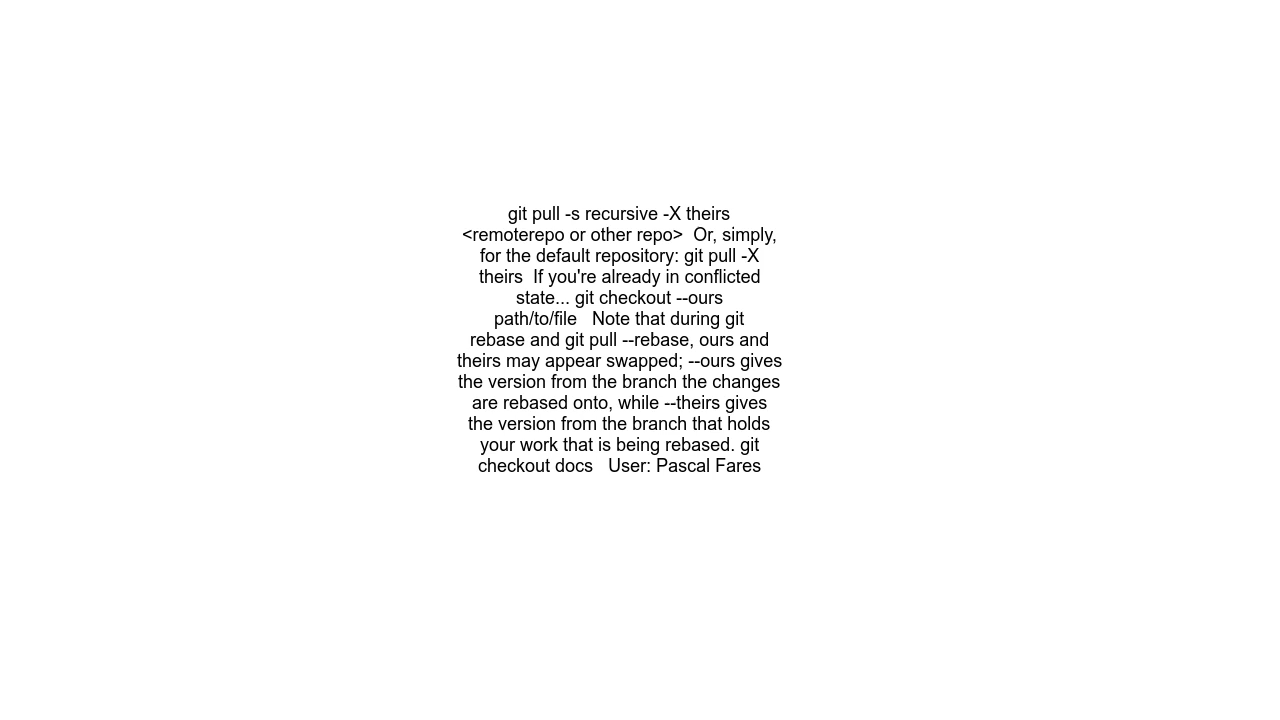 git pull -s recursive -X theirs
<remoterepo or other repo>  Or, simply,
for the default repository: git pull -X
theirs  If you're already in conflicted
state... git checkout --ours
path/to/file   Note that during git
rebase and git pull --rebase, ours and
theirs may appear swapped; --ours gives
the version from the branch the changes
are rebased onto, while --theirs gives
the version from the branch that holds
your work that is being rebased. git
checkout docs   User: Pascal Fares